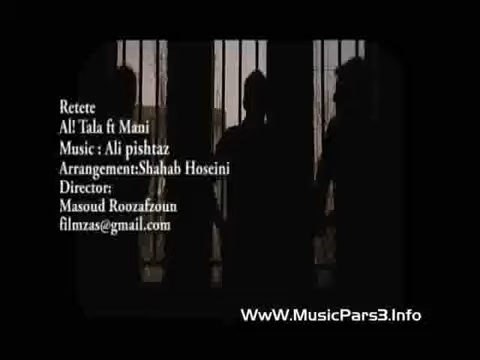 Retete
Al! Tala ft Mani
Music : Ali pishtaz
Arrangement:Shahab Hoseini
Director:
Masoud Roozafzoun
filmzas@gmail.com
WwW.MusicPars3.Info